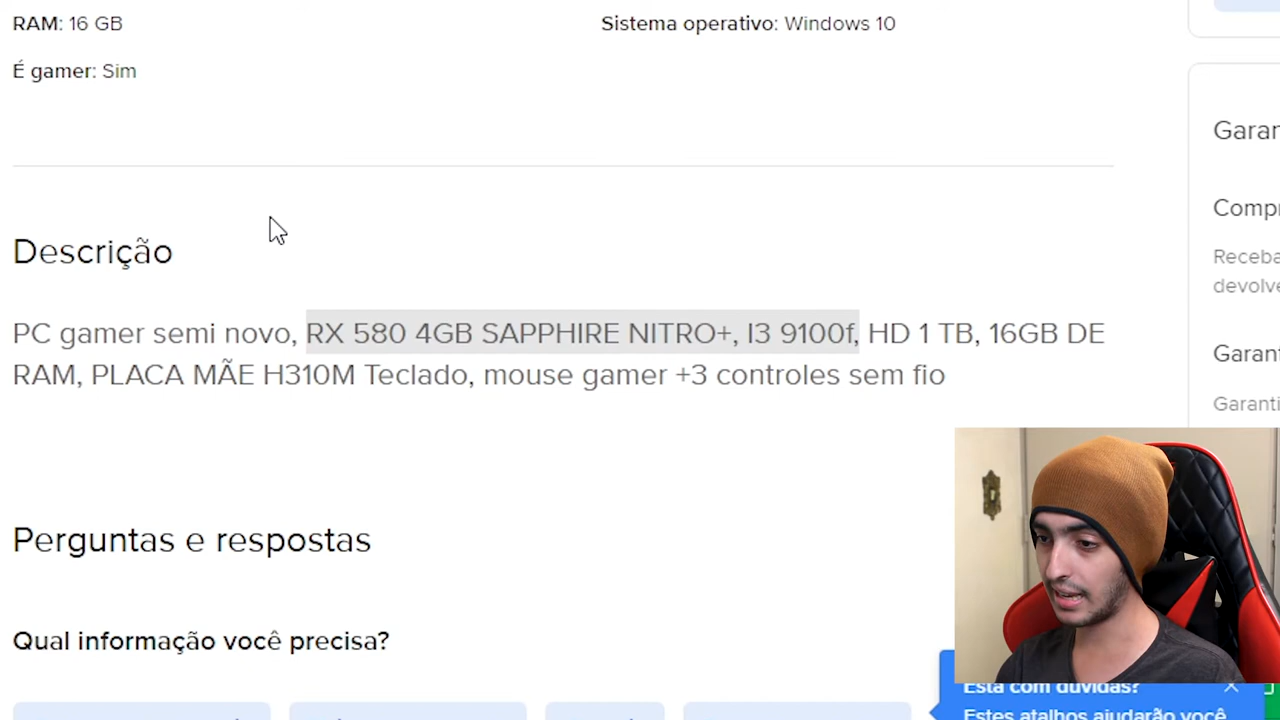 RAM: 16 GB
Sistema operativo: Windows 10
É gamer: Sim
Descrição
PC gamer semi novo, RX 580 4GB SAPPHIRE NITRO+, I3 9100f, HD 1 TB, 16GB DE
RAM, PLACA MÃE H310M Teclado, mouse gamer +3 controles sem fio
Perguntas e respostas
Qual informação você precisa?
Garan
Compr
Receba
devolve
Garant
Garanti
Está com dúvidas?
Estes atalhos ajudarão você